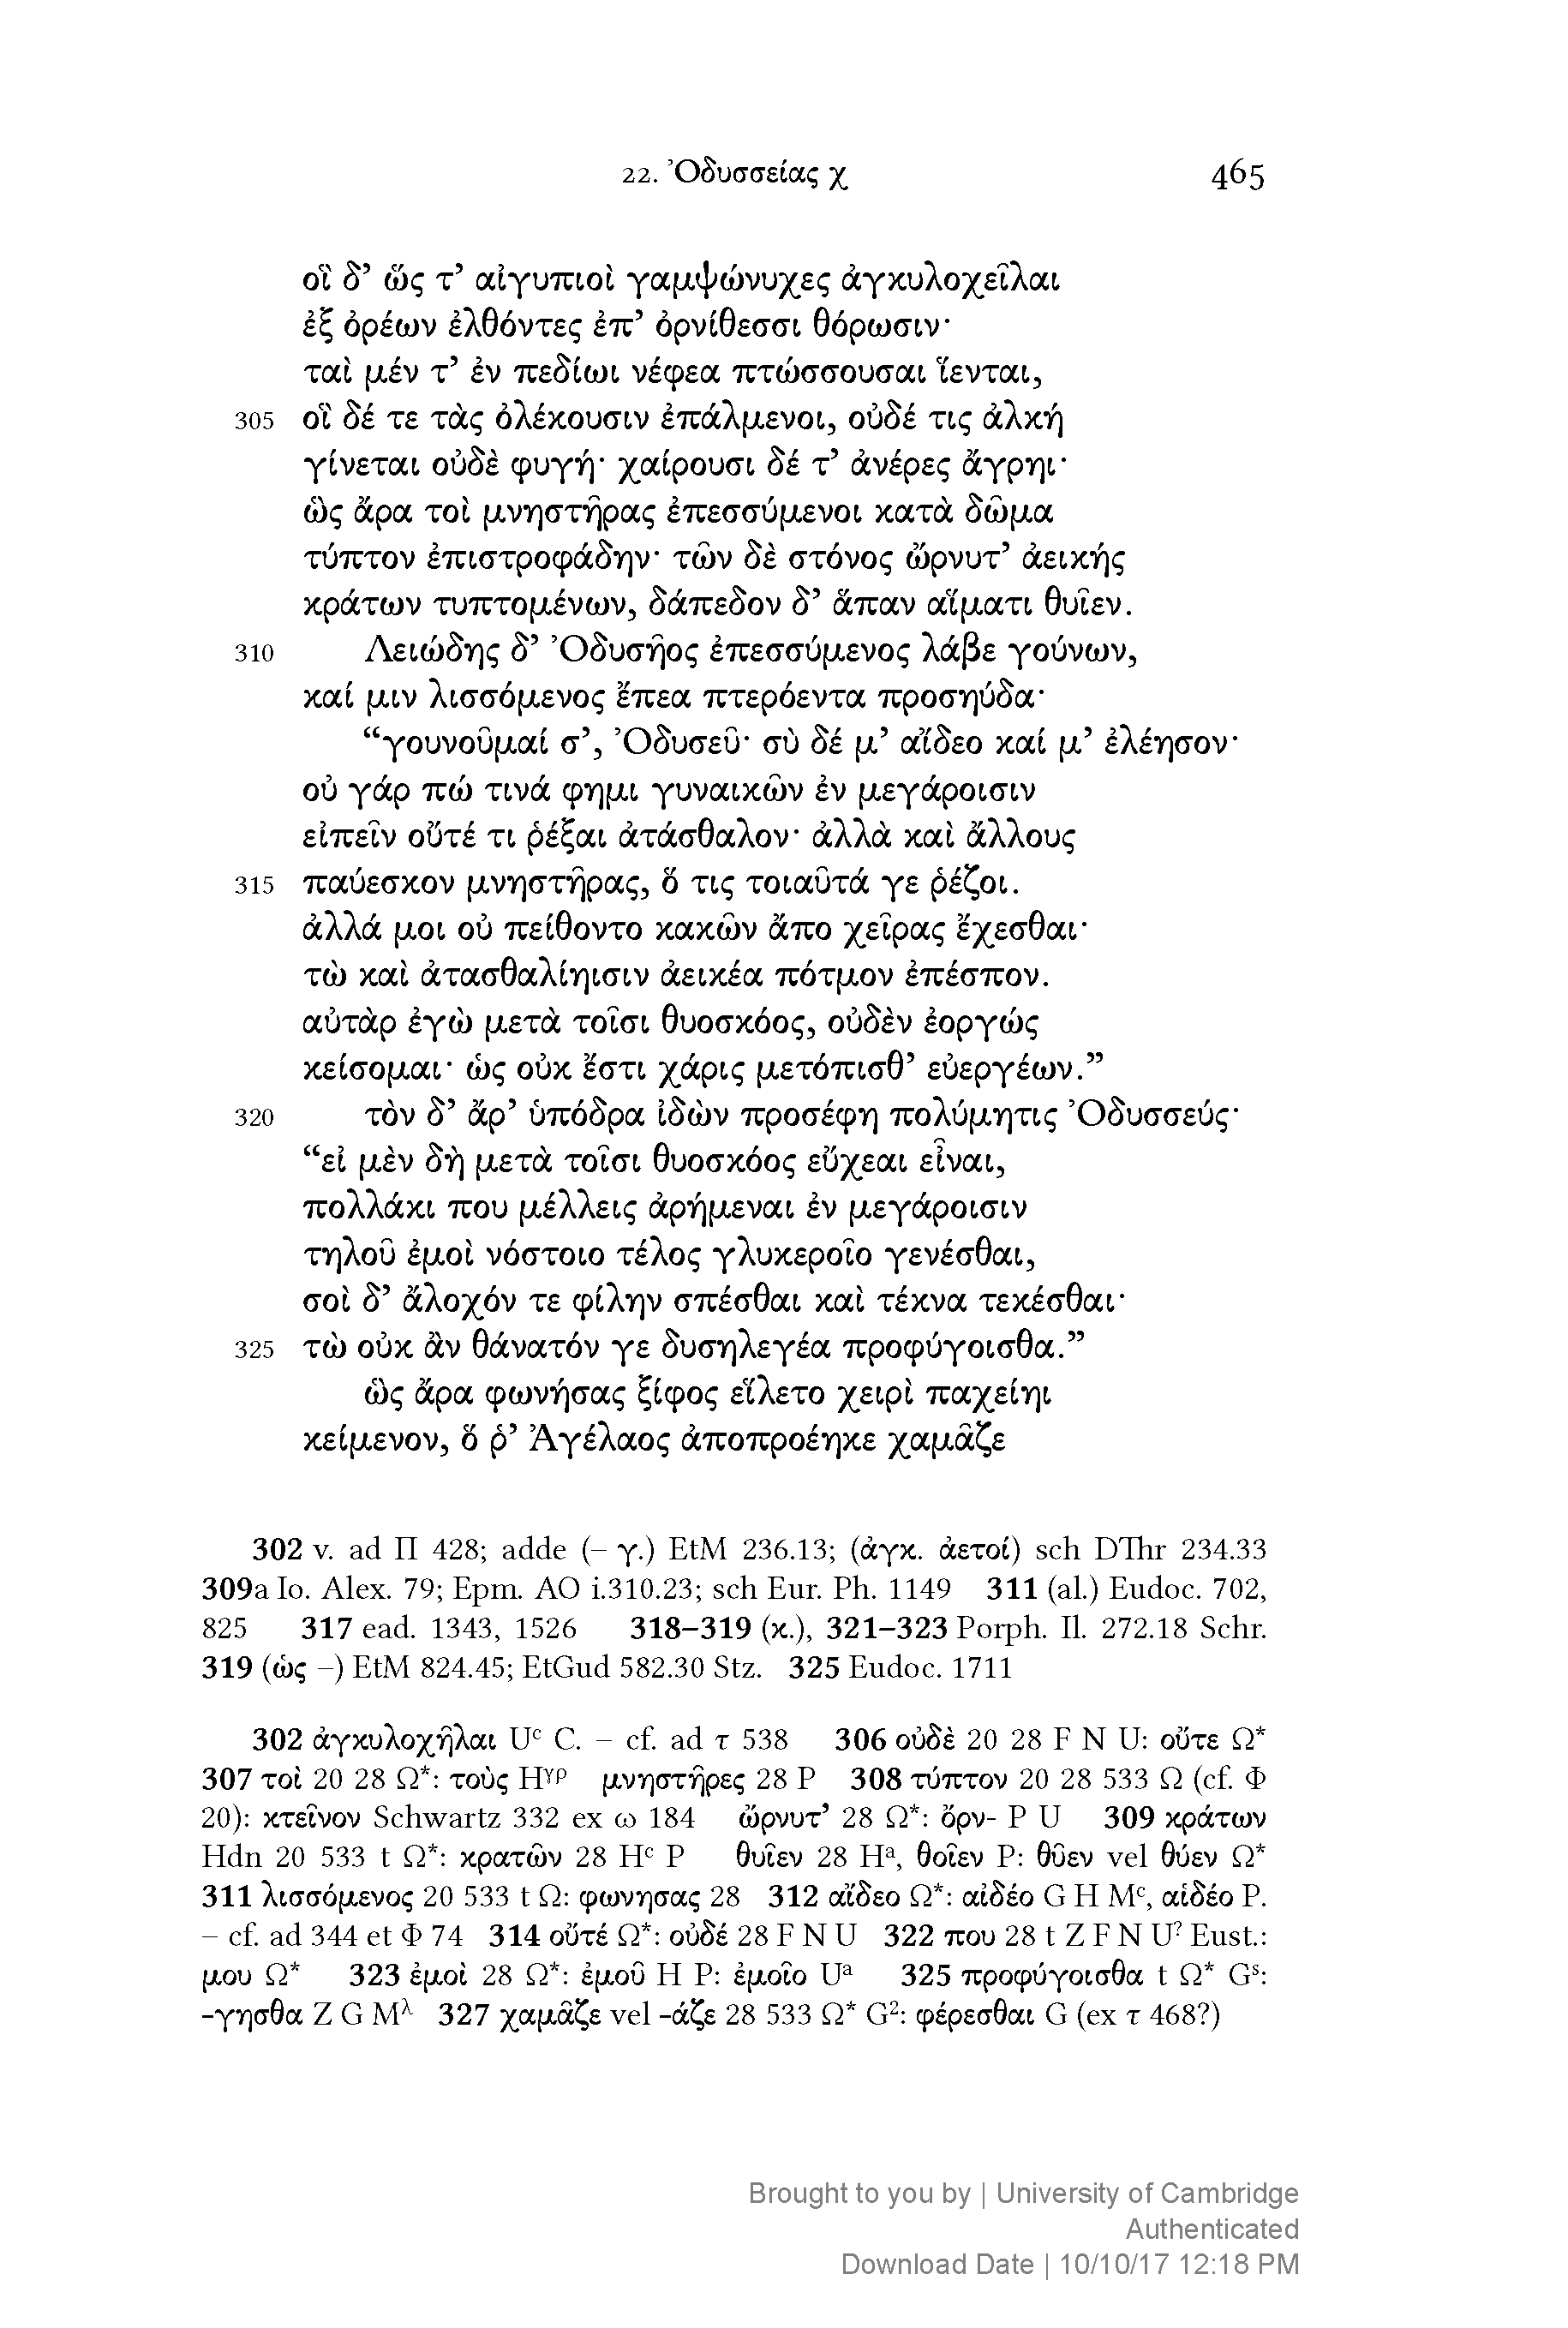 22. Ὀδυσσείας χ 465
οἳ δ’ ὥς τ’ αἰγυπιοὶ γαμψώνυχες ἀγκυλοχεῖλαι
ἐξ ὀρέων ἐλθόντες ἐπ’ ὀρνίθεσσι θόρωσιν·
ταὶ μέν τ’ ἐν πεδίωι νέφεα πτώσσουσαι ἵενται,
305 οἳ δέ τε τὰς ὀλέκουσιν ἐπάλμενοι, οὐδέ τις ἀλκή
γίνεται οὐδὲ φυγή· χαίρουσι δέ τ’ ἀνέρες ἄγρηι·
ὣς ἄρα τοὶ μνηστῆρας ἐπεσσύμενοι κατὰ δῶμα
τύπτον ἐπιστροφάδην· τῶν δὲ στόνος ὤρνυτ’ ἀεικής
κράτων τυπτομένων, δάπεδον δ’ ἅπαν αἵματι θυῖεν.
310 Λειώδης δ’ Ὀδυσῆος ἐπεσσύμενος λάβε γούνων,
καί μιν λισσόμενος ἔπεα πτερόεντα προσηύδα·
“γουνοῦμαί σ’, Ὀδυσεῦ· σὺ δέ μ’ αἴδεο καί μ’ ἐλέησον·
οὐ γάρ πώ τινά φημι γυναικῶν ἐν μεγάροισιν
εἰπεῖν οὔτέ τι ῥέξαι ἀτάσθαλον· ἀλλὰ καὶ ἄλλους
315 παύεσκον μνηστῆρας, ὅ τις τοιαῦτά γε ῥέζοι.
ἀλλά μοι οὐ πείθοντο κακῶν ἄπο χεῖρας ἔχεσθαι·
τὼ καὶ ἀτασθαλίηισιν ἀεικέα πότμον ἐπέσπον.
αὐτὰρ ἐγὼ μετὰ τοῖσι θυοσκόος, οὐδὲν ἐοργώς
κείσομαι· ὡς οὐκ ἔστι χάρις μετόπισθ’ εὐεργέων.”
320 τὸν δ’ ἄρ’ ὑπόδρα ἰδὼν προσέφη πολύμητις Ὀδυσσεύς·
“εἰ μὲν δὴ μετὰ τοῖσι θυοσκόος εὔχεαι εἶναι,
πολλάκι που μέλλεις ἀρήμεναι ἐν μεγάροισιν
τηλοῦ ἐμοὶ νόστοιο τέλος γλυκεροῖο γενέσθαι,
σοὶ δ’ ἄλοχόν τε φίλην σπέσθαι καὶ τέκνα τεκέσθαι·
325 τὼ οὐκ ἂν θάνατόν γε δυσηλεγέα προφύγοισθα.”
ὣς ἄρα φωνήσας ξίφος εἵλετο χειρὶ παχείηι
κείμενον, ὅ ῥ’ Ἀγέλαος ἀποπροέηκε χαμᾶζε
302 v. ad Π 428; adde (– γ.) EtM 236.13; (ἀγκ. ἀετοί) sch DThr 234.33
309a Io. Alex. 79; Epm. AO i.310.23; sch Eur. Ph. 1149 311 (al.) Eudoc. 702,
825 317 ead. 1343, 1526 318–319 (κ.), 321–323 Porph. Il. 272.18 Schr.
319 (ὡς –) EtM 824.45; EtGud 582.30 Stz. 325 Eudoc. 1711
302 ἀγκυλοχῆλαι Uᶜ C. – cf. ad τ 538 306 οὐδὲ 20 28 F N U: οὔτε Ω*
307 τοὶ 20 28 Ω*: τοὺς Hᵞᵖ μνηστῆρες 28 P 308 τύπτον 20 28 533 Ω (cf. Φ
20): κτεῖνον Schwartz 332 ex ω 184 ὤρνυτ’ 28 Ω*: ὄρν- P U 309 κράτων
Hdn 20 533 t Ω*: κρατῶν 28 Hᶜ P θυῖεν 28 Hᵃ, θοῖεν P: θῦεν vel θύεν Ω*
311 λισσόμενος 20 533 t Ω: φωνησας 28 312 αἴδεο Ω*: αἰδέο G H Mᶜ, αἱδέο P.
– cf. ad 344 et Φ 74 314 οὔτέ Ω*: οὐδέ 28 F N U 322 που 28 t Z F N U? Eust.:
μου Ω* 323 ἐμοὶ 28 Ω*: ἐμοῦ H P: ἐμοῖο Uᵃ 325 προφύγοισθα t Ω* Gˢ:
-γησθα Z G Mλ 327 χαμᾶζε vel -άζε 28 533 Ω* G²: φέρεσθαι G (ex τ 468?)
Brought to you by | University of Cambridge
Authenticated
Download Date | 10/10/17 12:18 PM